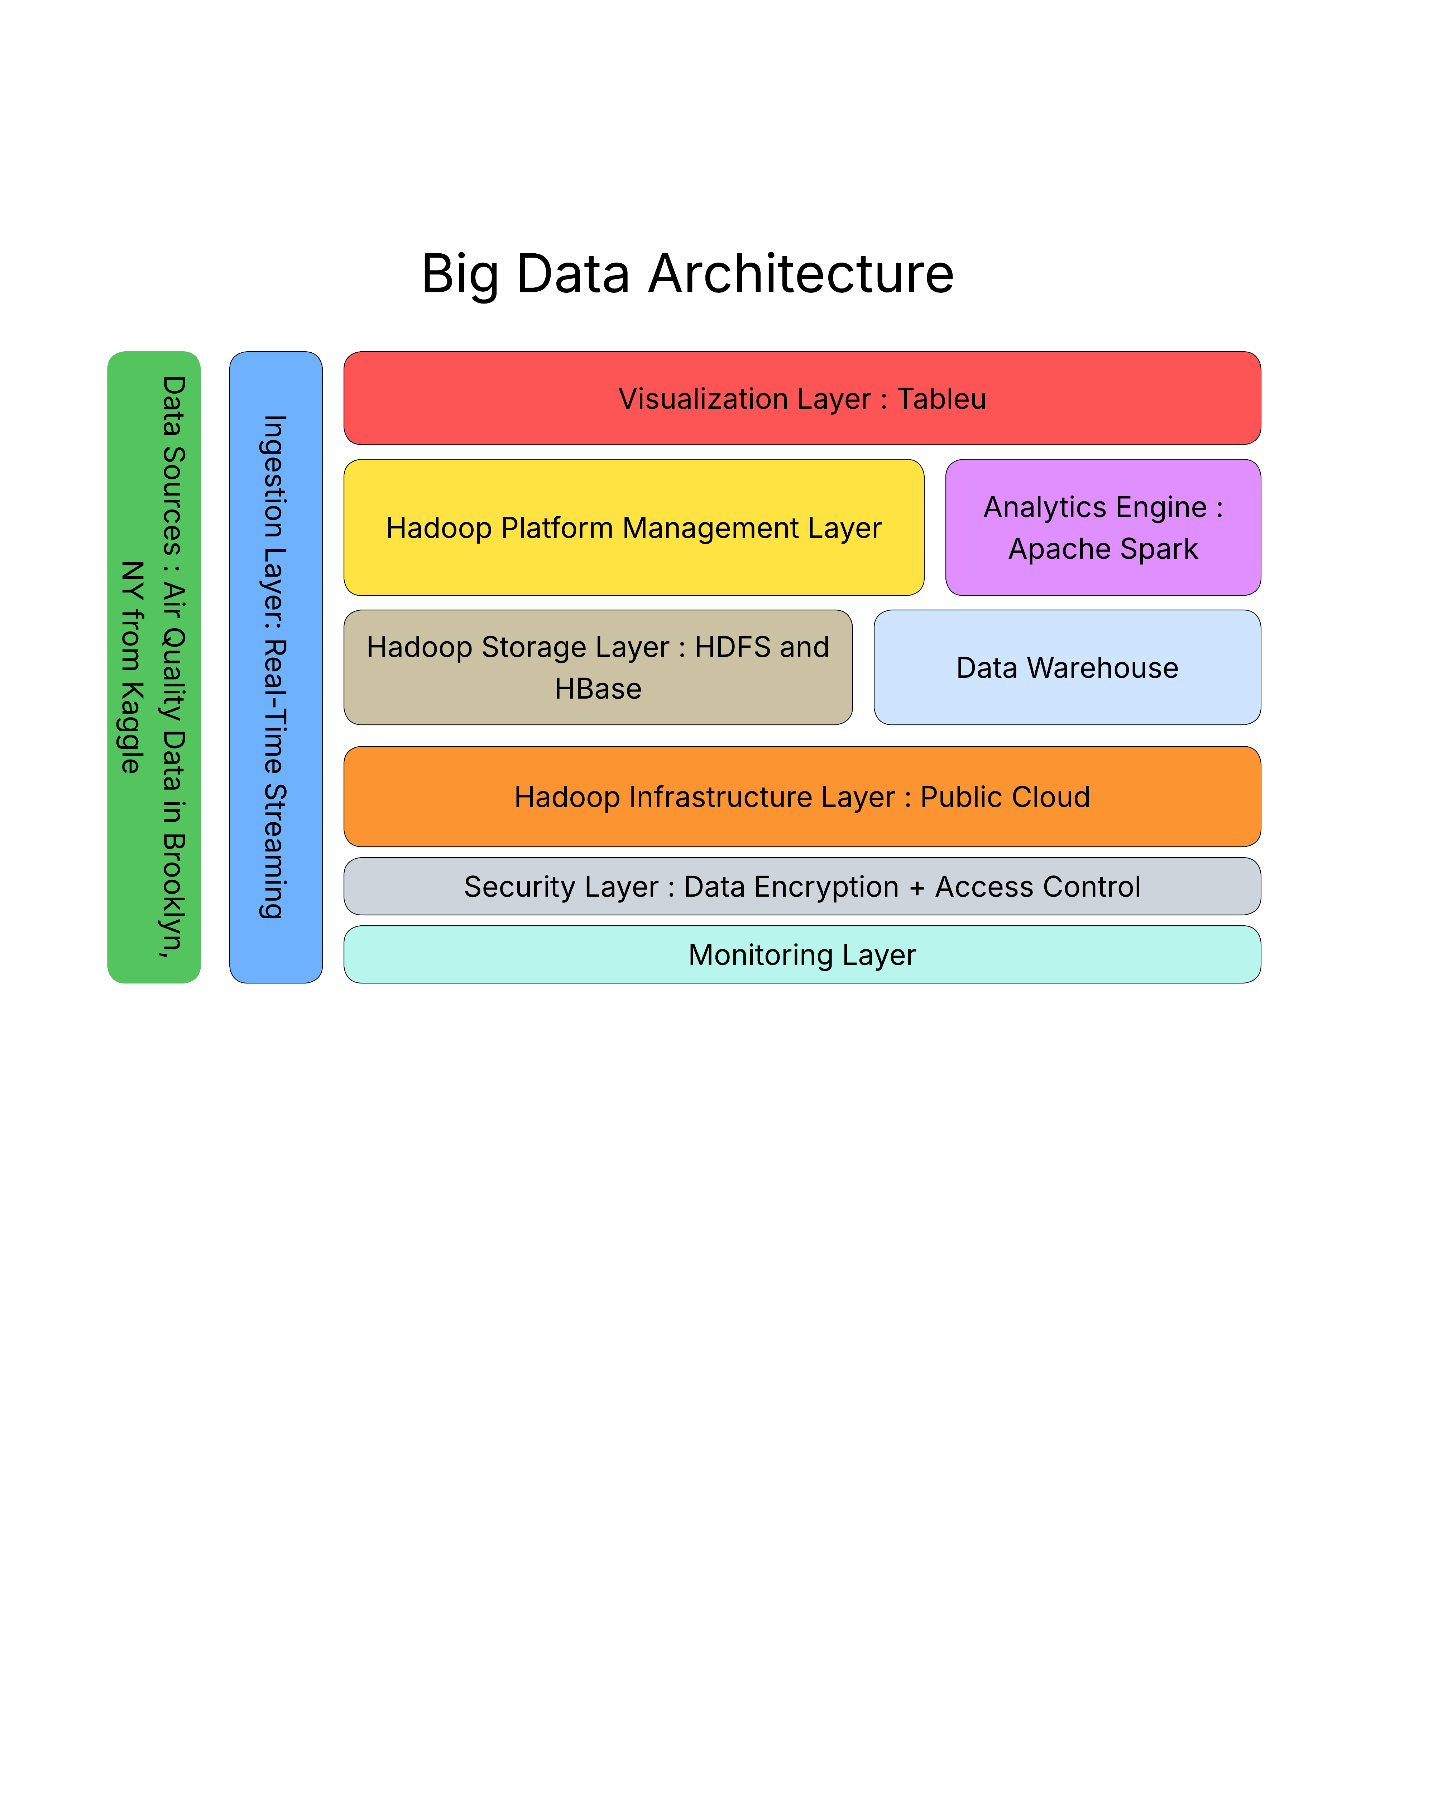 Big Data Architecture
Data Sources : Air Quality Data in Brooklyn,
NY from Kaggle
Ingestion Layer: Real-Time Streaming
Visualization Layer : Tableu
Hadoop Platform Management Layer
Analytics Engine :
Apache Spark
Hadoop Storage Layer : HDFS and
HBase
Data Warehouse
Hadoop Infrastructure Layer : Public Cloud
Security Layer : Data Encryption + Access Control
Monitoring Layer